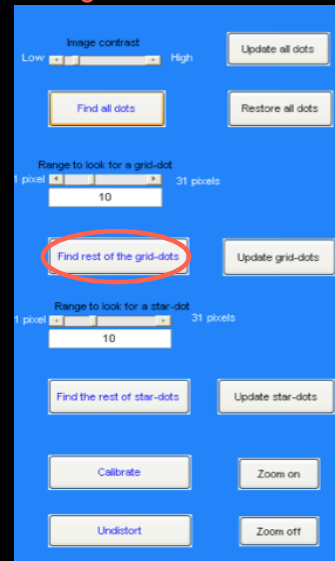 Image contrast
Low High
Update all dots
Find all dots
Restore all dots
Range to look for a grid-dot
1 pixel 31 pixels
10
Find rest of the grid-dots
Update grid-dots
Range to look for a star-dot
1 pixel 31 pixels
10
Find the rest of star-dots
Update star-dots
Calibrate
Zoom on
Undistort
Zoom off